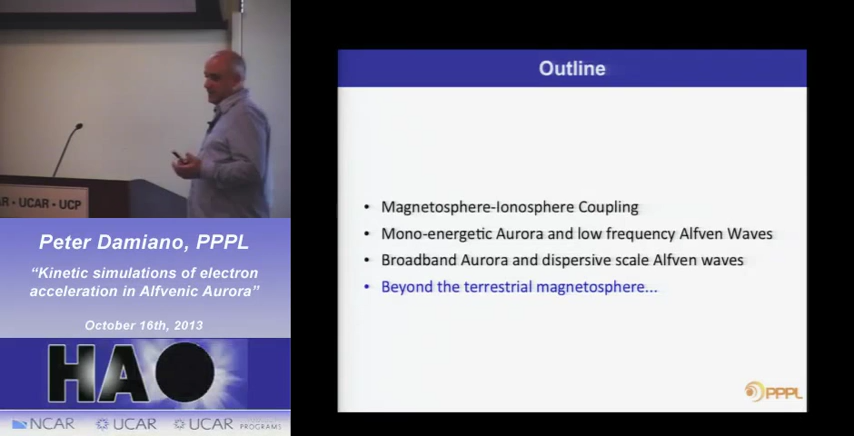 Outline
• Magnetosphere-Ionosphere Coupling
• Mono-energetic Aurora and low frequency Alfven Waves
• Broadband Aurora and dispersive scale Alfven waves
• Beyond the terrestrial magnetosphere...
PPPL
R • UCAR • UCP
Peter Damiano, PPPL
“Kinetic simulations of electron
acceleration in Alfvenic Aurora”
October 16th, 2013
HAO
NCAR UCAR UCAR
PROGRAMS